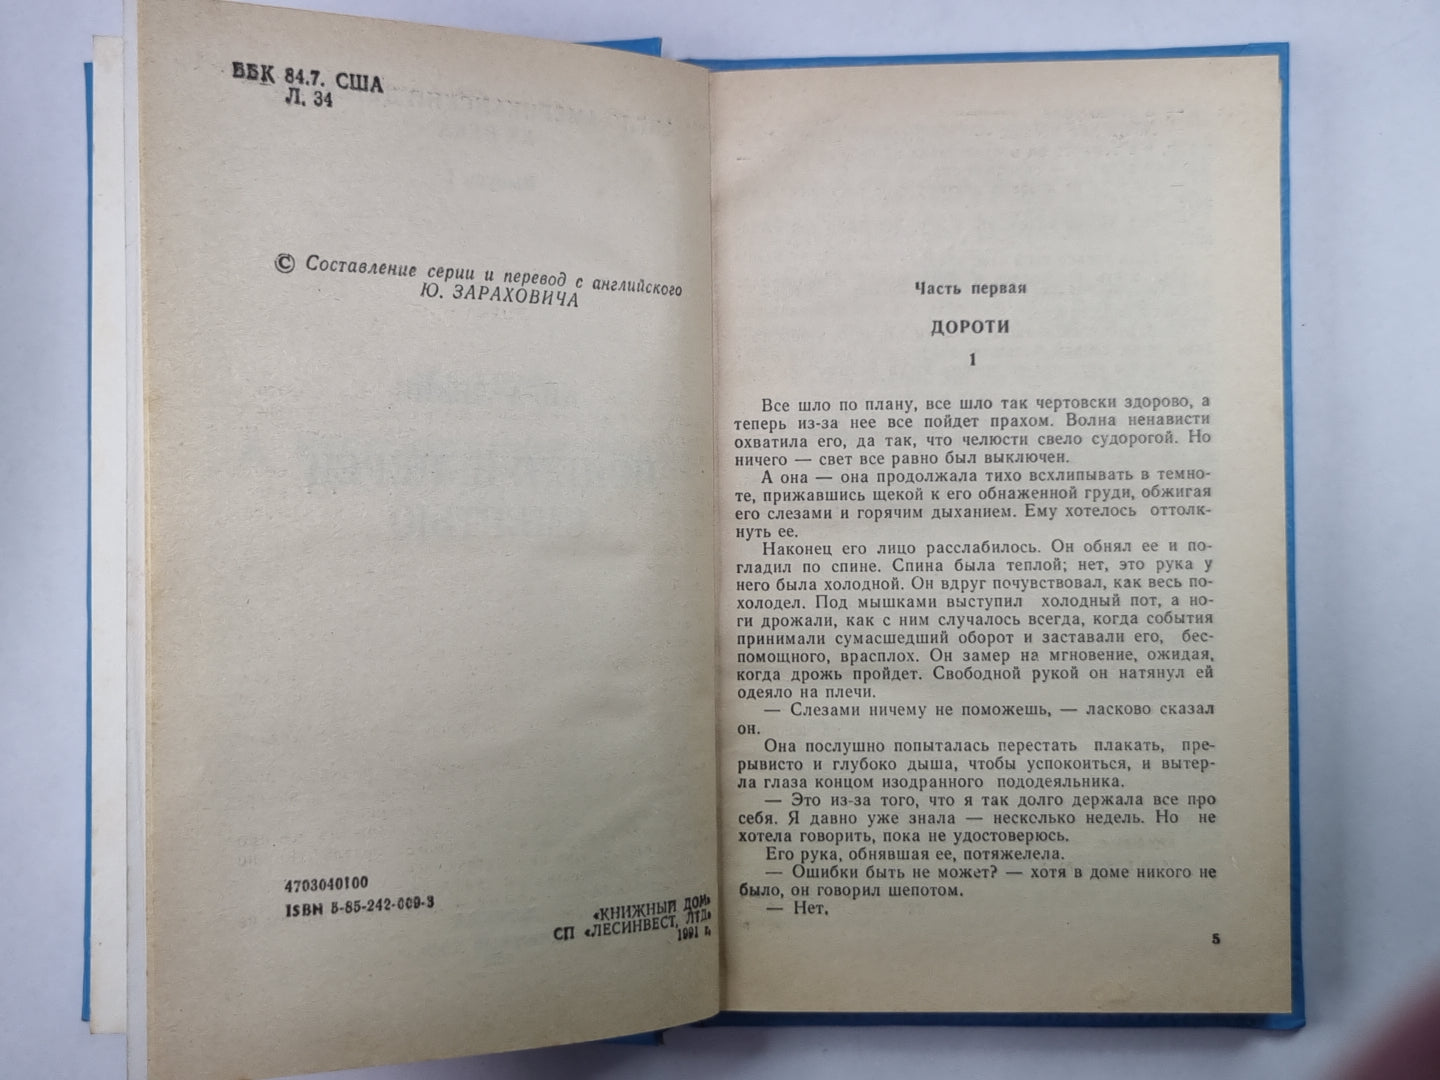 ББК 84.7. США
Л. 34
© Составление серии и перевод с английского
Ю. ЗАРАХОВИЧА
4703040100
ISBN 5-85-242-009-3
«КНИЖНЫЙ ДОМ»
СП «ЛЕСИНВЕСТ, ЛТД»
1991 г.
Часть первая
ДОРОТИ
1
Все шло по плану, все шло так чертовски здорово, а
теперь из-за нее все пойдет прахом. Волна ненависти
охватила его, да так, что челюсти свело судорогой. Но
ничего — свет все равно был выключен.
А она — она продолжала тихо всхлипывать в темно-
те, прижавшись щекой к его обнаженной груди, обжигая
его слезами и горячим дыханием. Ему хотелось оттолк-
нуть ее.
Наконец его лицо расслабилось. Он обнял ее и по-
гладил по спине. Спина была теплой; нет, это рука у
него была холодной. Он вдруг почувствовал, как весь по-
холодел. Под мышками выступил холодный пот, а но-
ги дрожали, как с ним случалось всегда, когда события
принимали сумасшедший оборот и заставали его, бес-
помощного, врасплох. Он замер на мгновение, ожидая,
когда дрожь пройдет. Свободной рукой он натянул ей
одеяло на плечи.
— Слезами ничему не поможешь, — ласково сказал
он.
Она послушно попыталась перестать плакать, пре-
рывисто и глубоко дыша, чтобы успокоиться, и вытер-
ла глаза концом изодранного пододеяльника.
— Это из-за того, что я так долго держала все про
себя. Я давно уже знала — несколько недель. Но не
хотела говорить, пока не удостоверюсь.
Его рука, обнявшая ее, потяжелела.
— Ошибки быть не может? — хотя в доме никого не
было, он говорил шепотом.
— Нет.
5